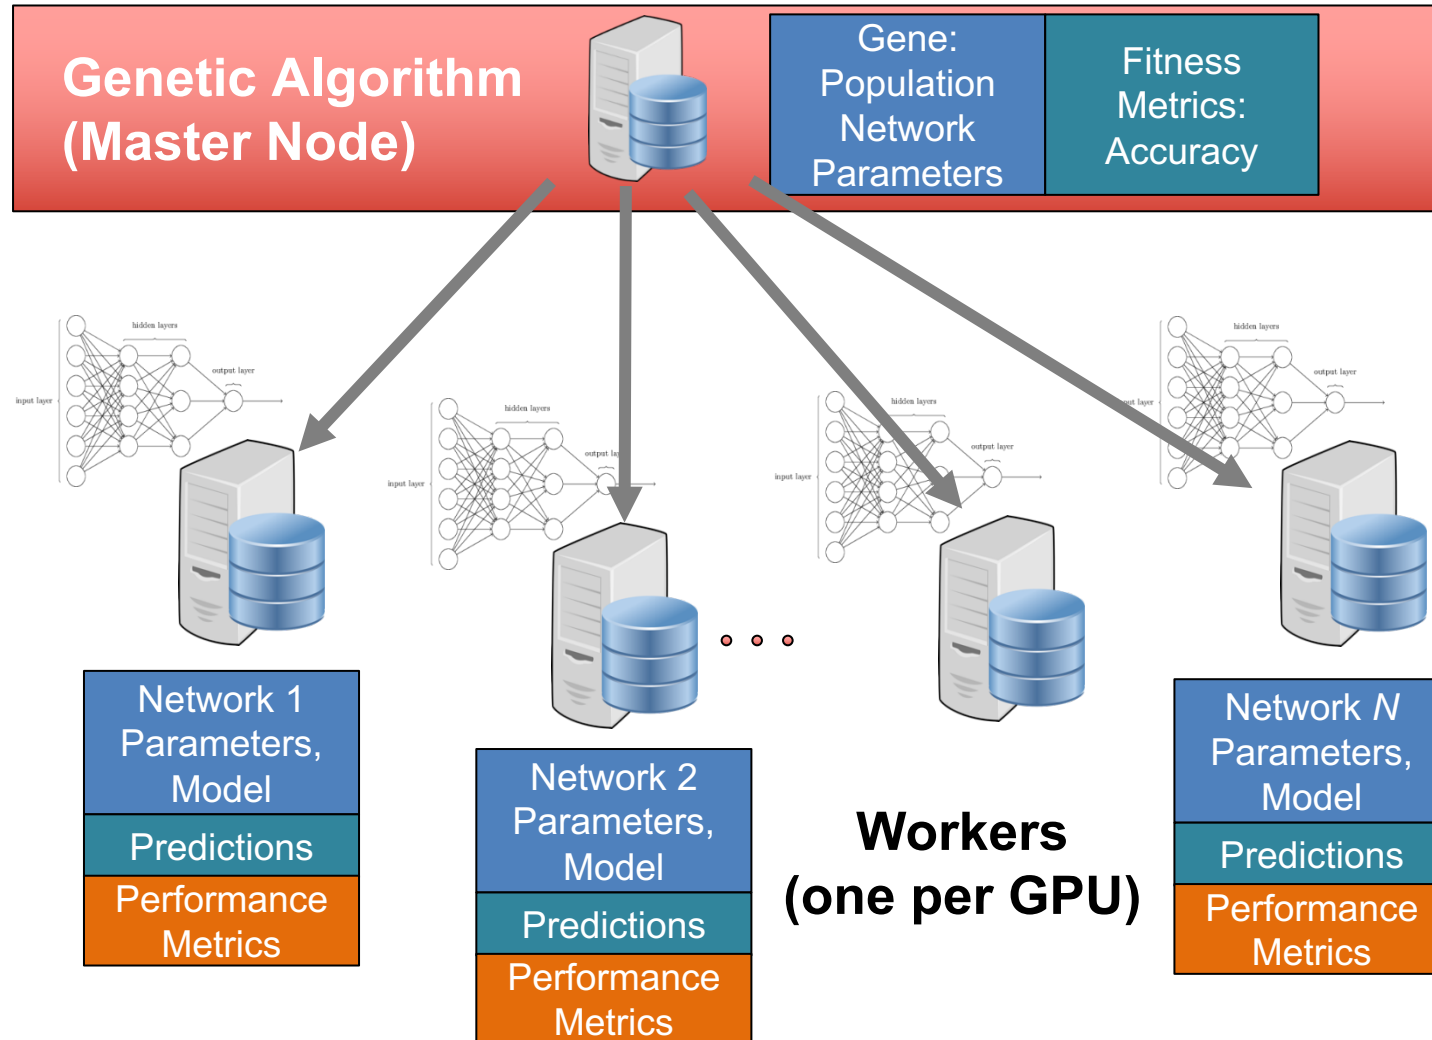 Genetic Algorithm
(Master Node)
Gene:
Population
Network
Parameters
Fitness
Metrics:
Accuracy
hidden layers
output layer
input layer
hidden layers
output lay
input layer
hidden layers
output layer
input layer
hidden layers
output layer
input layer
Network 1
Parameters,
Model
Predictions
Performance
Metrics
Network 2
Parameters,
Model
Predictions
Performance
Metrics
Workers
(one per GPU)
Network N
Parameters,
Model
Predictions
Performance
Metrics